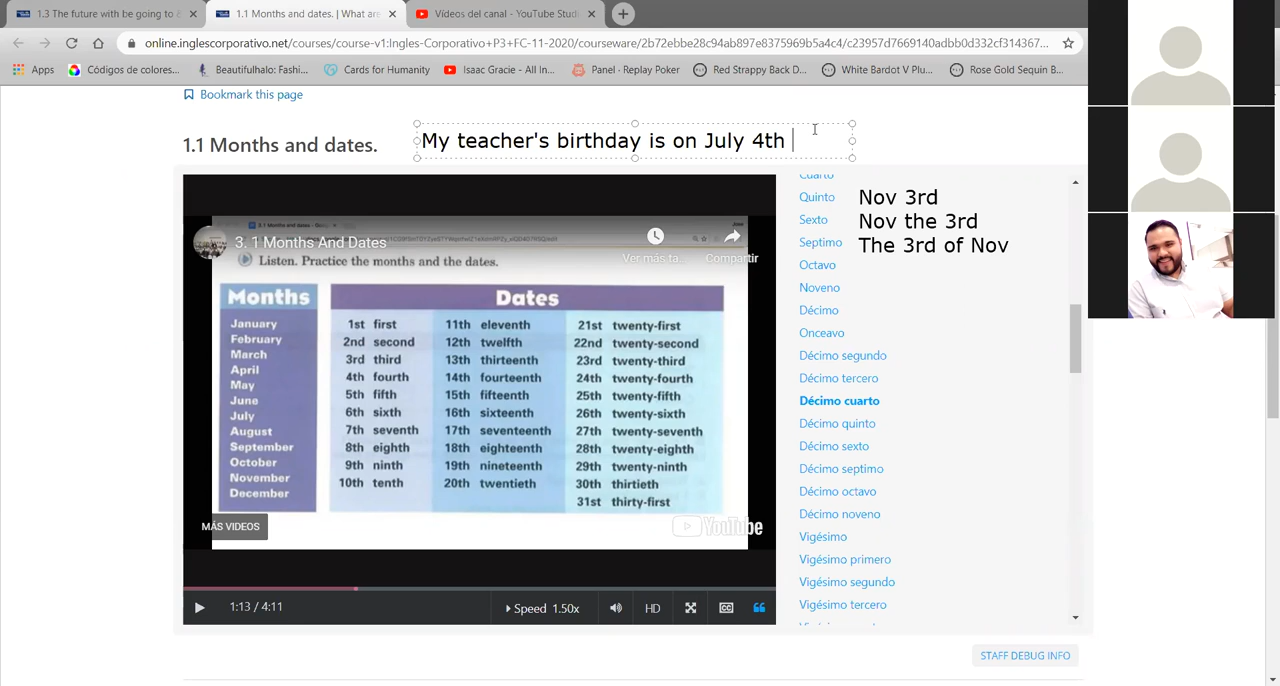 1.3 The future with be going to
1.1 Months and dates. | What are
Vídeos del canal - YouTube Studi
online.inglescorporativo.net/courses/course-v1:Ingles-Corporativo+P3+FC-11-2020/courseware/2b72ebbe28c94ab897e8375969b5a4c4/c23957d7669140adbb0d332cf314367...
Apps
Códigos de colores...
Beautifulhalo: Fashi...
Cards for Humanity
Isaac Gracie - All In...
Panel · Replay Poker
Red Strappy Back D...
White Bardot V Plu...
Rose Gold Sequin B...
Bookmark this page
1.1 Months and dates.
My teacher's birthday is on July 4th
3. 1 Months And Dates
Ver más ta...
Compartir
Listen. Practice the months and the dates.
Months
January
February
March
April
May
June
July
August
September
October
November
December
Dates
1st first
2nd second
3rd third
4th fourth
5th fifth
6th sixth
7th seventh
8th eighth
9th ninth
10th tenth
11th eleventh
12th twelfth
13th thirteenth
14th fourteenth
15th fifteenth
16th sixteenth
17th seventeenth
18th eighteenth
19th nineteenth
20th twentieth
21st twenty-first
22nd twenty-second
23rd twenty-third
24th twenty-fourth
25th twenty-fifth
26th twenty-sixth
27th twenty-seventh
28th twenty-eighth
29th twenty-ninth
30th thirtieth
31st thirty-first
MÁS VIDEOS
YouTube
1:13 / 4:11
Speed 1.50x
HD
CC
Cuarto
Quinto
Sexto
Septimo
Octavo
Noveno
Décimo
Onceavo
Décimo segundo
Décimo tercero
Décimo cuarto
Décimo quinto
Décimo sexto
Décimo septimo
Décimo octavo
Décimo noveno
Vigésimo
Vigésimo primero
Vigésimo segundo
Vigésimo tercero
Nov 3rd
Nov the 3rd
The 3rd of Nov
STAFF DEBUG INFO